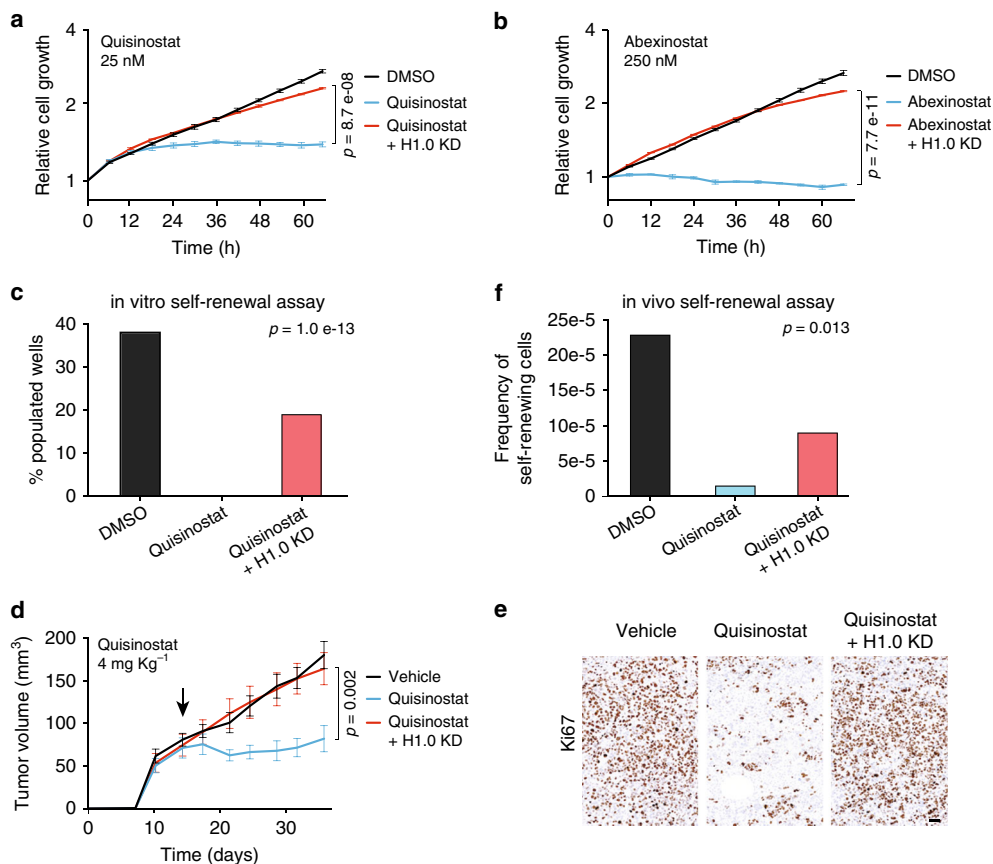 a
Quisinostat
25 nM
Relative cell growth
4
2
1
0 12 24 36 48 60
Time (h)
DMSO
Quisinostat
Quisinostat
+ H1.0 KD
p = 8.7 e-08
b
Abexinostat
250 nM
Relative cell growth
4
2
1
0 12 24 36 48 60
Time (h)
DMSO
Abexinostat
Abexinostat
+ H1.0 KD
p = 7.7 e-11
c
in vitro self-renewal assay
p = 1.0 e-13
% populated wells
40
30
20
10
0
DMSO
Quisinostat
Quisinostat
+ H1.0 KD
f
in vivo self-renewal assay
p = 0.013
Frequency of
self-renewing cells
25e-5
20e-5
15e-5
10e-5
5e-5
0
DMSO
Quisinostat
Quisinostat
+ H1.0 KD
d
Quisinostat
4 mg Kg⁻¹
Tumor volume (mm³)
200
150
100
50
0
0 10 20 30
Time (days)
Vehicle
Quisinostat
Quisinostat
+ H1.0 KD
p = 0.002
e
Vehicle
Quisinostat
Quisinostat
+ H1.0 KD
Ki67